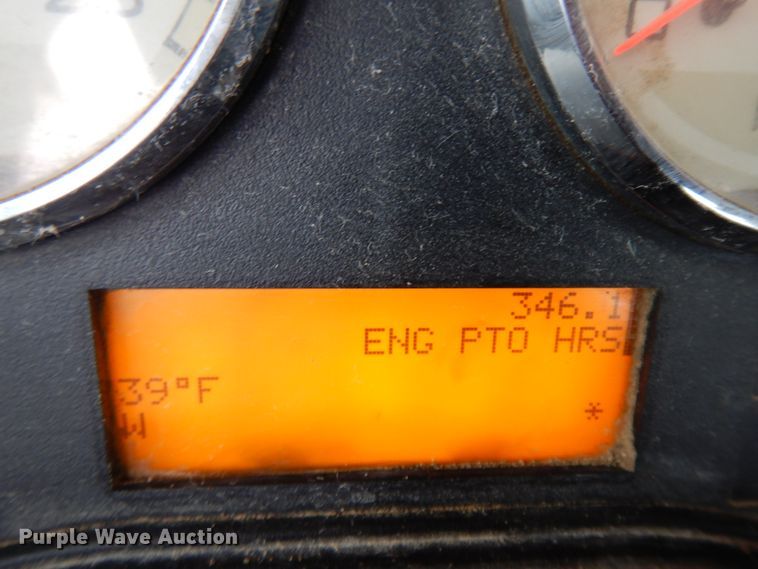 346.1
ENG PTO HRS
39°F
W
*
Purple Wave Auction